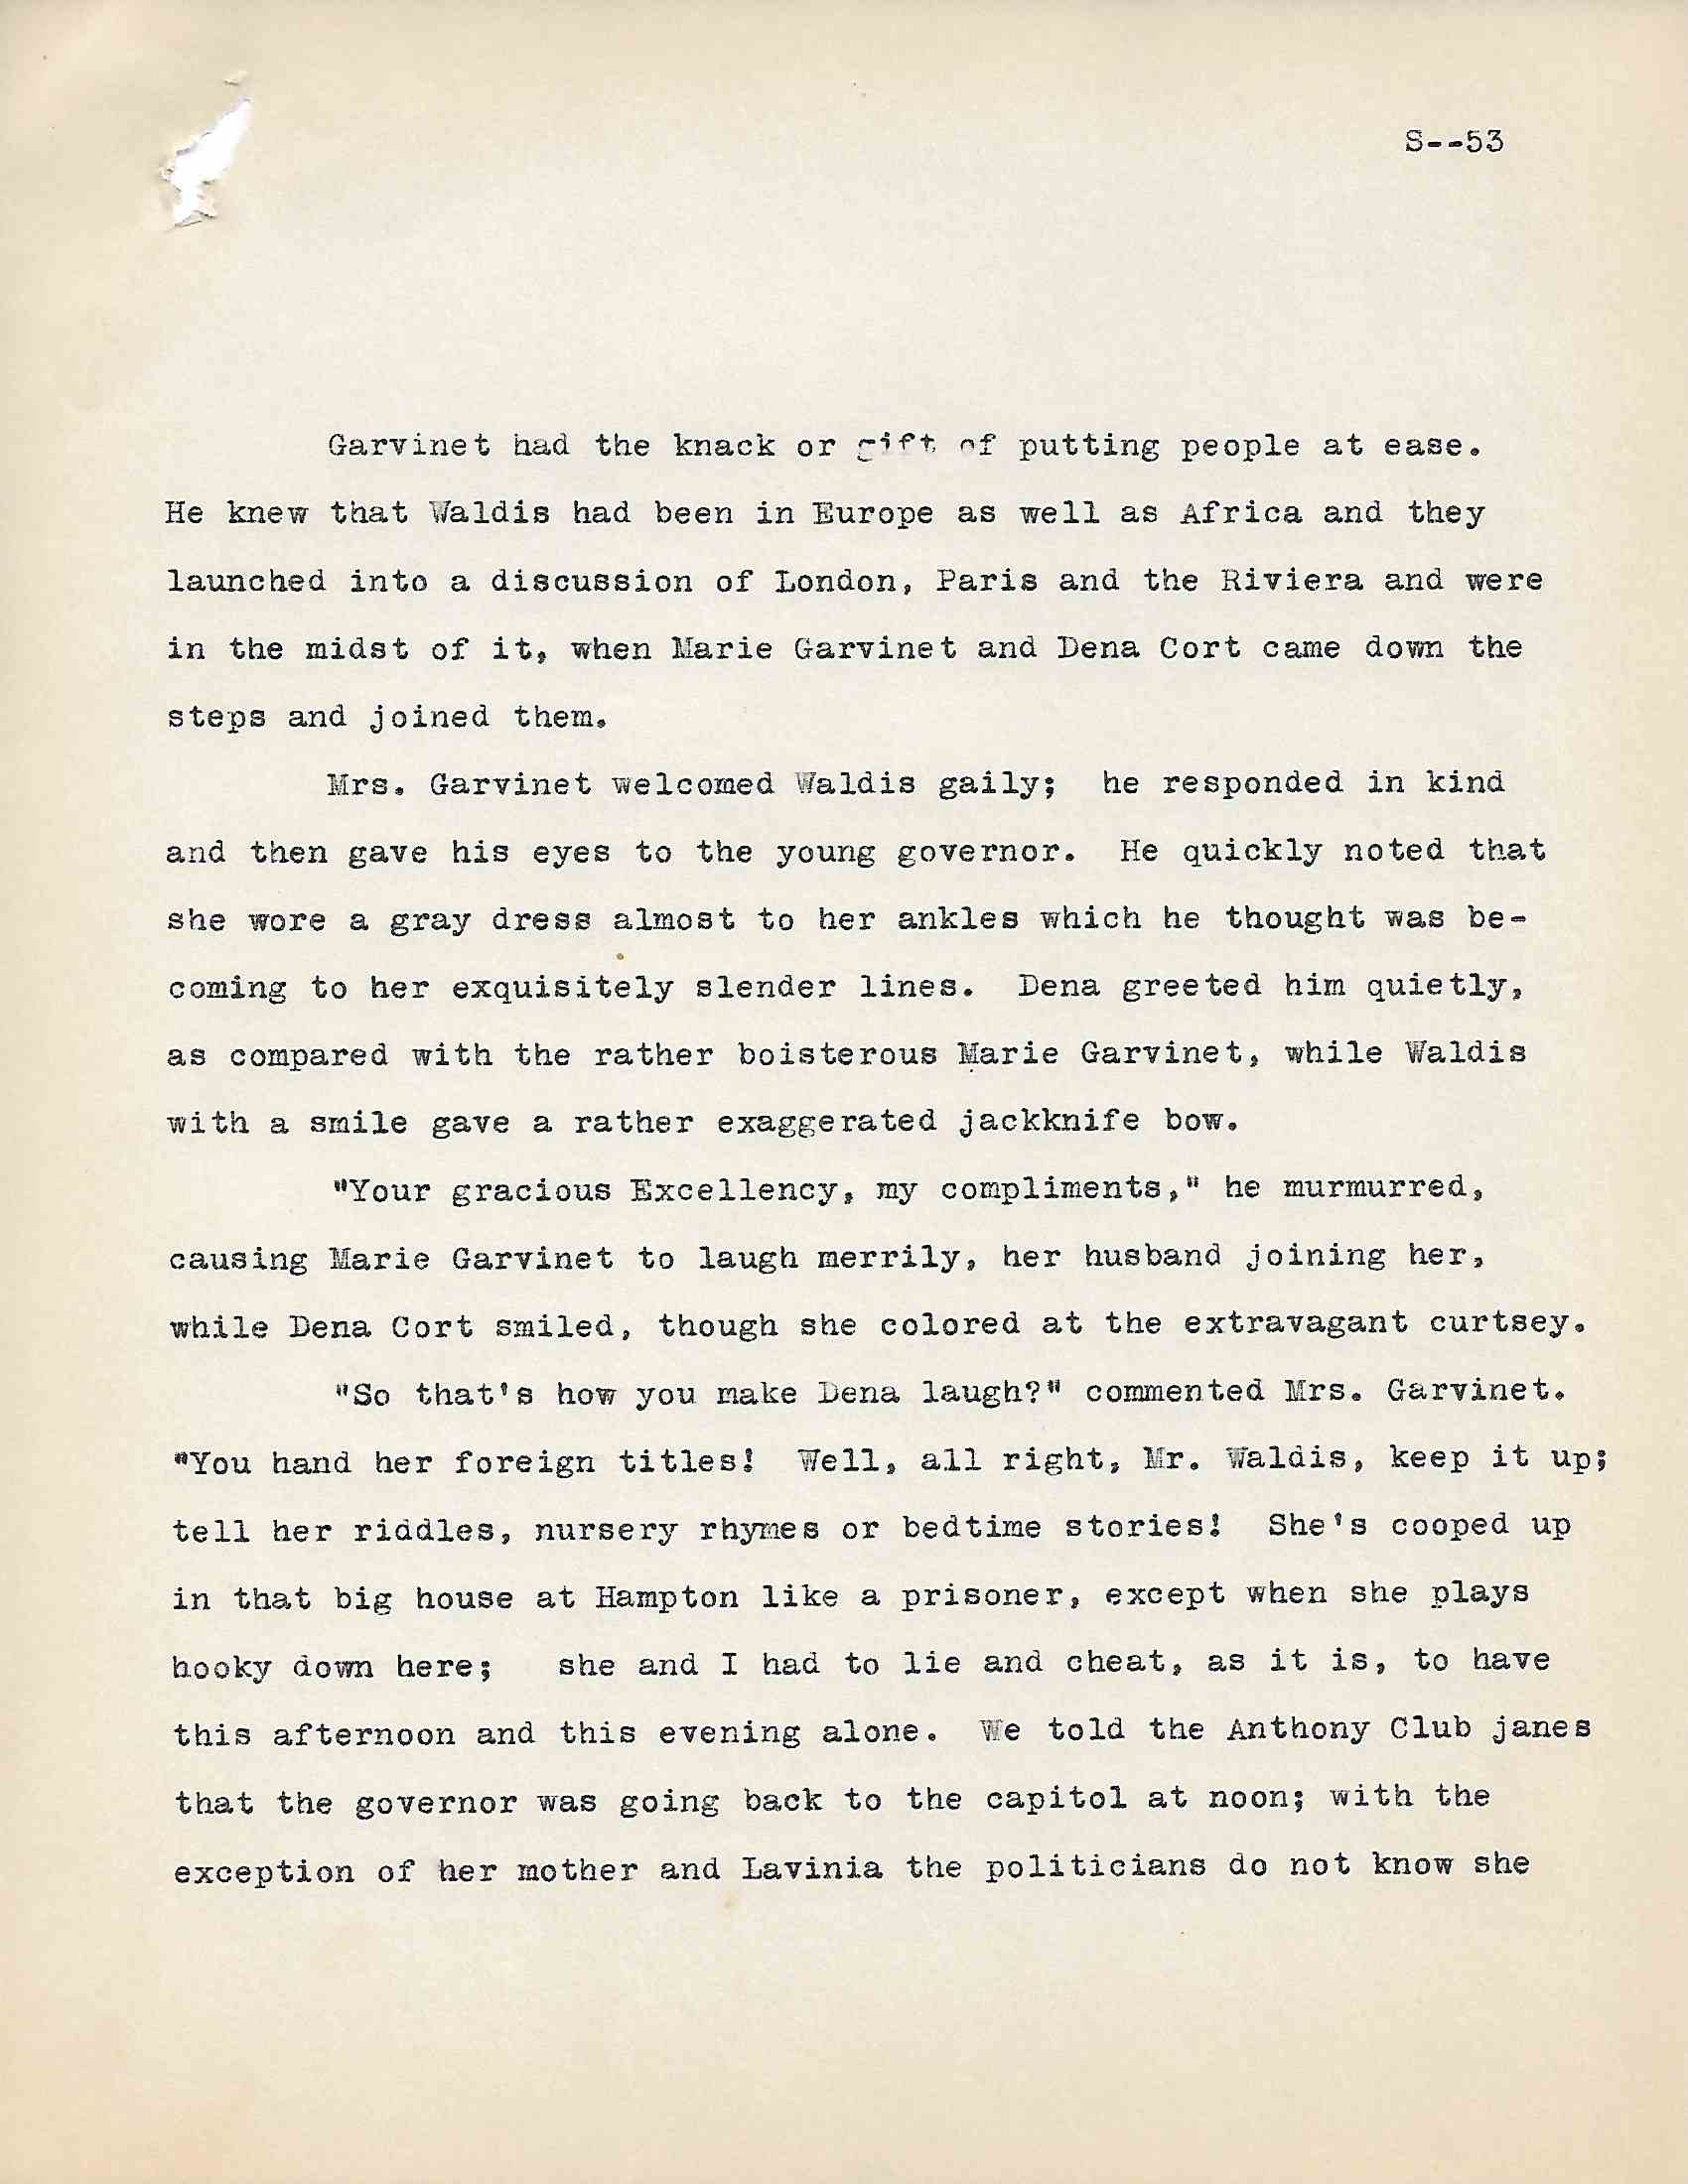 S--53
Garvinet had the knack or gift of putting people at ease.
He knew that Waldis had been in Europe as well as Africa and they
launched into a discussion of London, Paris and the Riviera and were
in the midst of it, when Marie Garvinet and Dena Cort came down the
steps and joined them.
Mrs. Garvinet welcomed Waldis gaily;  he responded in kind
and then gave his eyes to the young governor.  He quickly noted that
she wore a gray dress almost to her ankles which he thought was be-
coming to her exquisitely slender lines.  Dena greeted him quietly,
as compared with the rather boisterous Marie Garvinet, while Waldis
with a smile gave a rather exaggerated jackknife bow.
"Your gracious Excellency, my compliments," he murmurred,
causing Marie Garvinet to laugh merrily, her husband joining her,
while Dena Cort smiled, though she colored at the extravagant curtsey.
"So that's how you make Dena laugh?" commented Mrs. Garvinet.
"You hand her foreign titles!  Well, all right, Mr. Waldis, keep it up;
tell her riddles, nursery rhymes or bedtime stories!  She's cooped up
in that big house at Hampton like a prisoner, except when she plays
hooky down here;   she and I had to lie and cheat, as it is, to have
this afternoon and this evening alone.  We told the Anthony Club janes
that the governor was going back to the capitol at noon; with the
exception of her mother and Lavinia the politicians do not know she